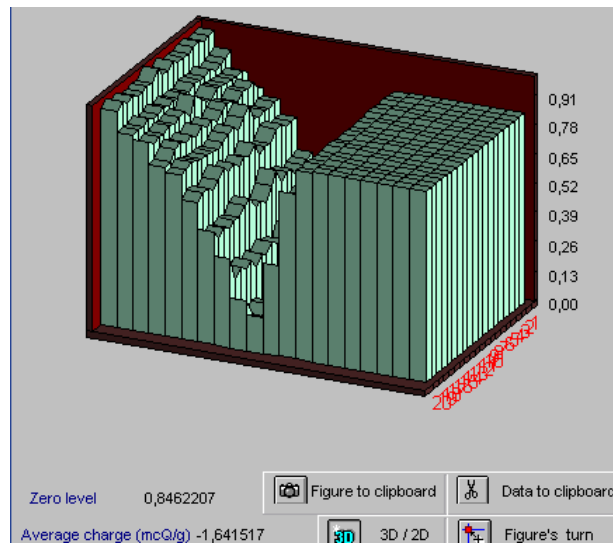 0,91
0,78
0,65
0,52
0,39
0,26
0,13
0,00
Zero level 0,8462207
Figure to clipboard
Data to clipboard
Average charge (mcQ/g) -1,641517
3D 3D / 2D
Figure's turn